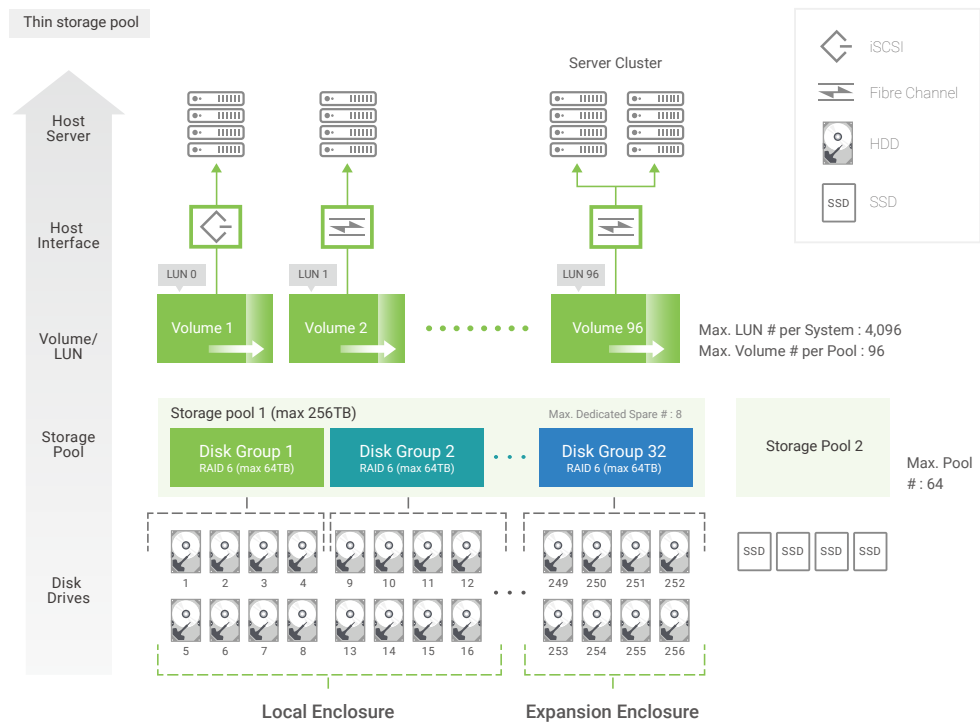 Thin storage pool
Host
Server
Host
Interface
Volume/
LUN
Storage
Pool
Disk
Drives
Server Cluster
iSCSI
Fibre Channel
HDD
SSD
SSD
LUN 0
LUN 1
LUN 96
Volume 1
Volume 2
Volume 96
Max. LUN # per System : 4,096
Max. Volume # per Pool : 96
Storage pool 1 (max 256TB)
Max. Dedicated Spare # : 8
Disk Group 1
RAID 6 (max 64TB)
Disk Group 2
RAID 6 (max 64TB)
Disk Group 32
RAID 6 (max 64TB)
Storage Pool 2
Max. Pool
# : 64
1 2 3 4 9 10 11 12 249 250 251 252
SSD SSD SSD SSD
5 6 7 8 13 14 15 16 253 254 255 256
Local Enclosure
Expansion Enclosure